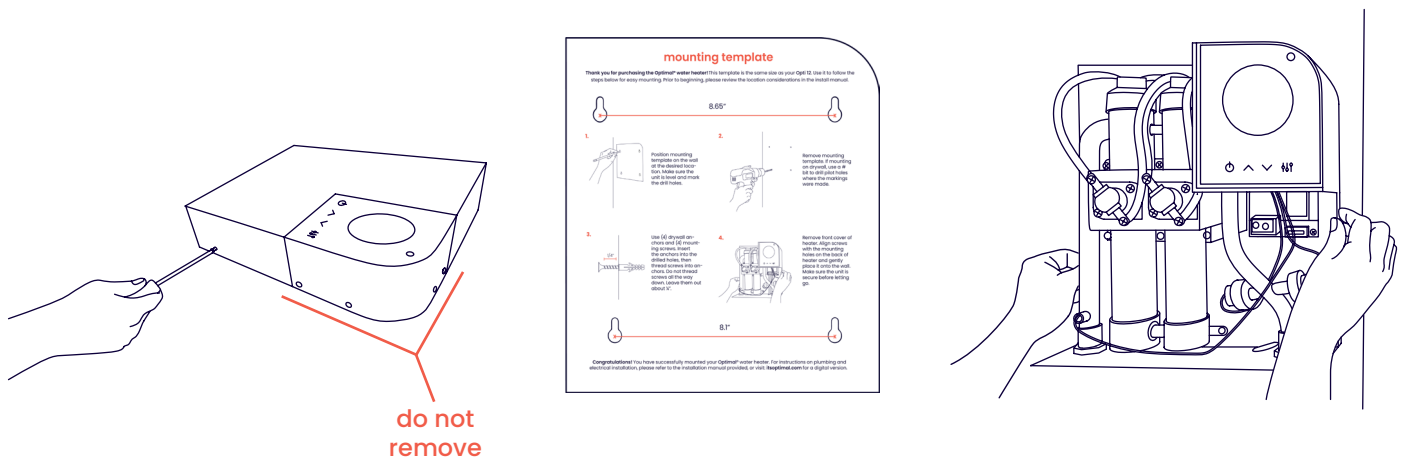 do not
remove
mounting template
Thank you for purchasing the Optimal® water heater! This template is the same size as your Opti 12. Use it to follow the
steps below for easy mounting. Prior to beginning, please review the location considerations in the install manual.
8.65"
1.
Position mounting
template on the wall
at the desired loca-
tion. Make sure the
unit is level and mark
the drill holes.
2.
Remove mounting
template. If mounting
on drywall, use a #
bit to drill pilot holes
where the markings
were made.
3.
Use (4) drywall an-
chors and (4) mount-
ing screws. Insert
the anchors into the
drilled holes, then
thread screws into an-
chors. Do not thread
screws all the way
down. Leave them out
about
4.
Remove front cover of
heater. Align screws
with the mounting
holes on the back of
heater and gently
place it onto the wall.
Make sure the unit is
secure before letting
go.
8.1"
Congratulations! You have successfully mounted your Optimal® water heater. For instructions on plumbing and
electrical installation, please refer to the installation manual provided, or visit itsoptimal.com for a digital version.